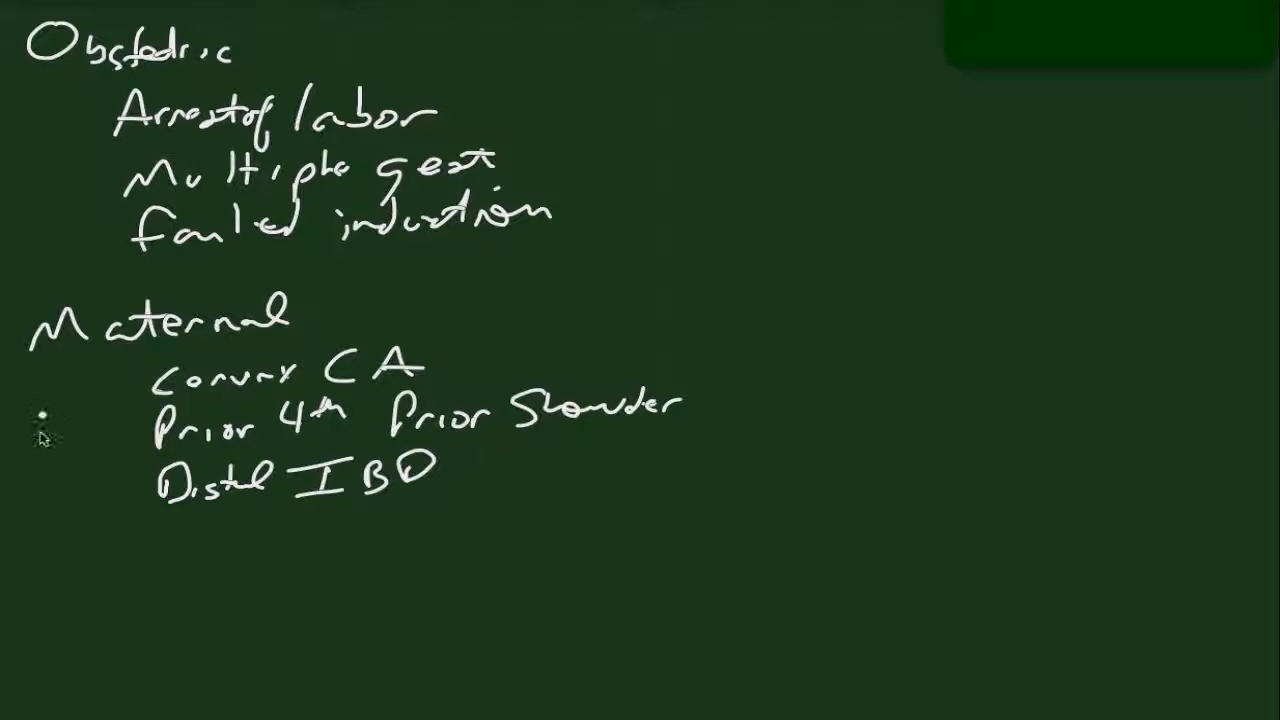 Obstetric
Arrest of labor
Multiple gest
Failed induction
Maternal
Cervix CA
Prior 4th Prior Shoulder
Distal IBD